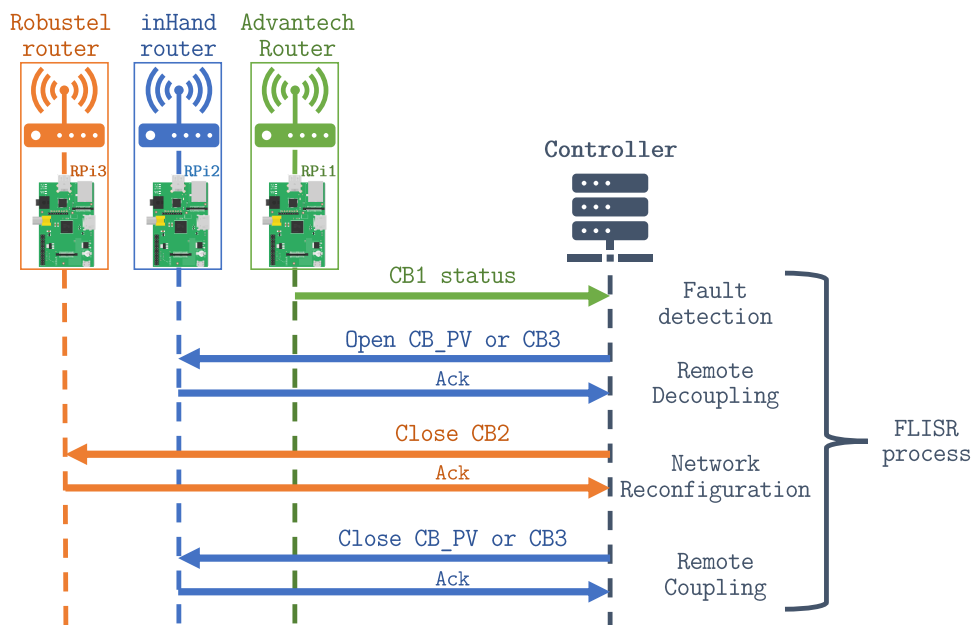 Robustel
router
inHand
router
Advantech
Router
RPi3
RPi2
RPi1
Controller
CB1 status
Fault
detection
Open CB_PV or CB3
Ack
Remote
Decoupling
Close CB2
Ack
Network
Reconfiguration
FLISR
process
Close CB_PV or CB3
Ack
Remote
Coupling